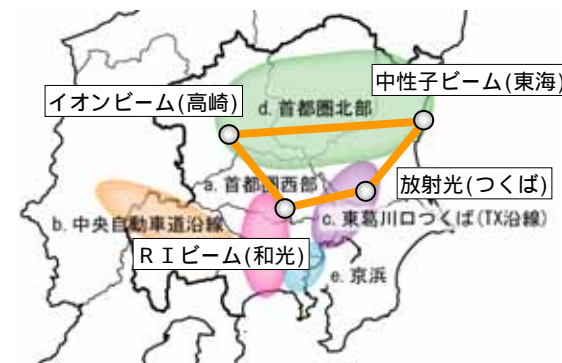 中性子ビーム(東海)
イオンビーム(高崎)
d. 首都圏北部
a. 首都圏西部
放射光(つくば)
b. 中央自動車道沿線
c. 東葛川口つくば(TX沿線)
ＲＩビーム(和光)
e. 京浜